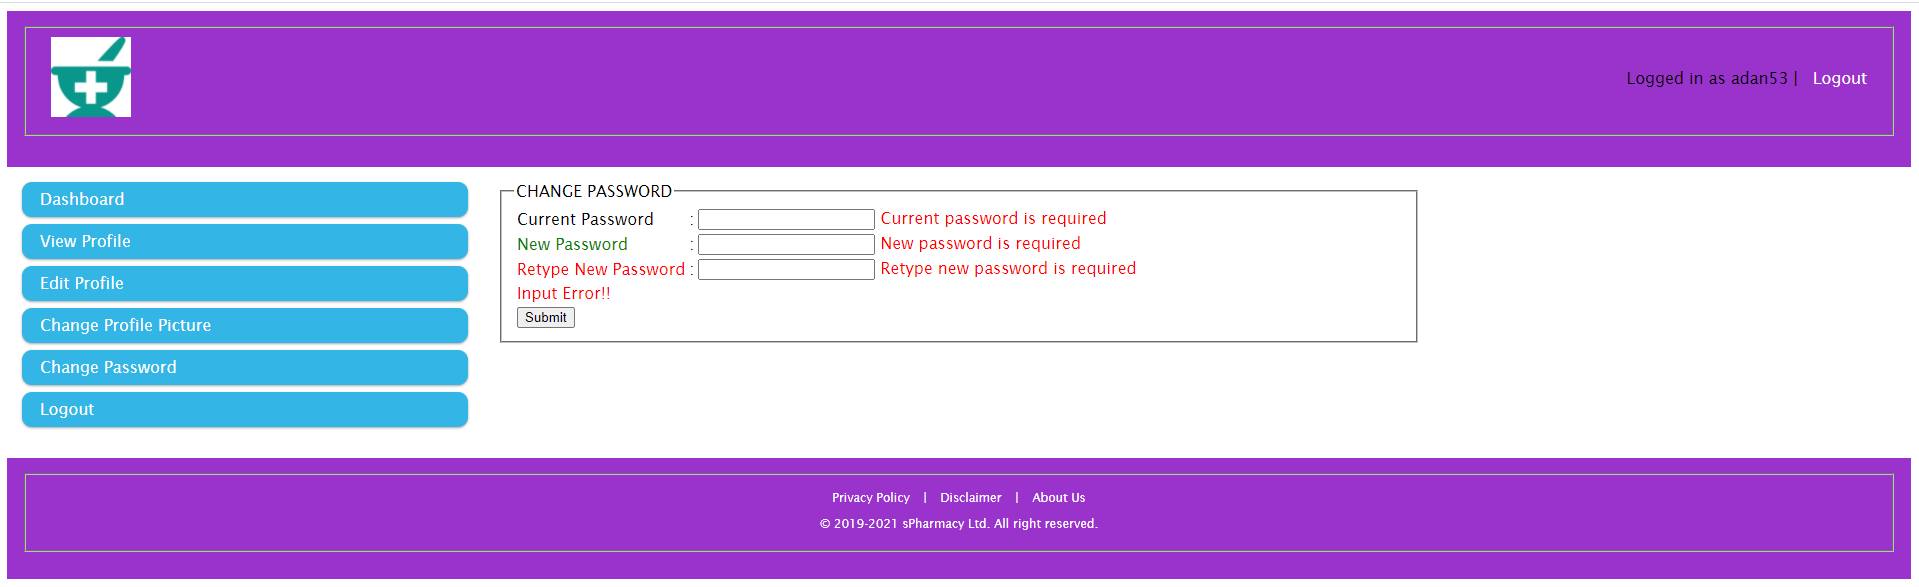 Logged in as adan53 | Logout
Dashboard
View Profile
Edit Profile
Change Profile Picture
Change Password
Logout
CHANGE PASSWORD
Current Password : Current password is required
New Password : New password is required
Retype New Password : Retype new password is required
Input Error!!
Submit
Privacy Policy | Disclaimer | About Us
© 2019-2021 sPharmacy Ltd. All right reserved.